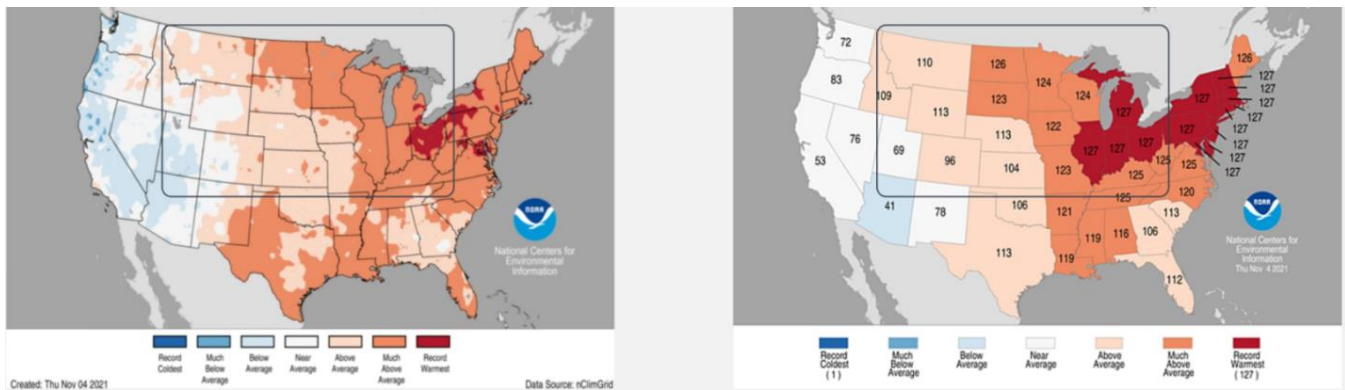 NOAA
National Centers for
Environmental
Information
Record
Coldest
Much
Below
Average
Below
Average
Near
Average
Above
Average
Much
Above
Average
Record
Warmest
Created: Thu Nov 04 2021
Data Source: nClimGrid
72
83
53
76
69
41
78
110
109
113
96
126
123
113
104
106
113
124
122
123
121
119
124
127
127
127
127
125
125
119
116
106
113
112
120
125
125
127
127
126
127
127
127
127
127
127
127
NOAA
National Centers for
Environmental
Information
Thu Nov 4 2021
Record
Coldest
( 1 )
Much
Below
Average
Below
Average
Near
Average
Above
Average
Much
Above
Average
Record
Warmest
( 127 )